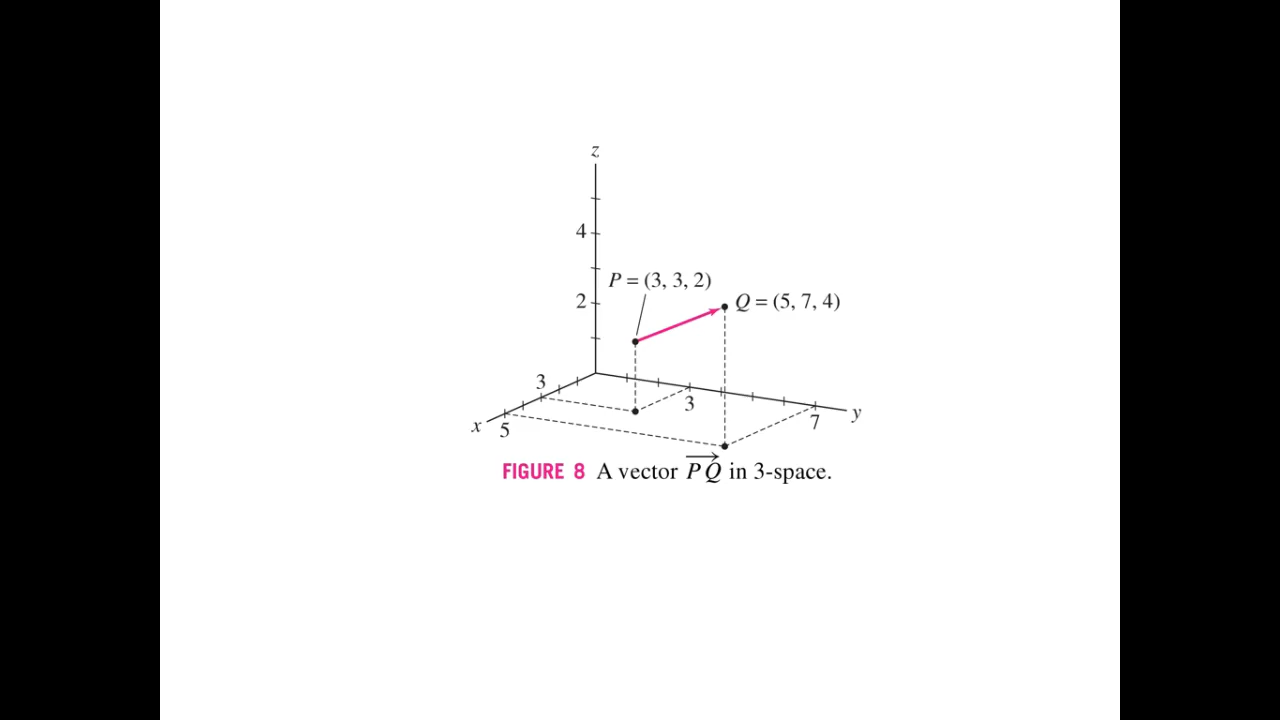 z
4
P = (3, 3, 2)
2
Q = (5, 7, 4)
3
3
x
5
7
y
FIGURE 8 A vector PQ in 3-space.